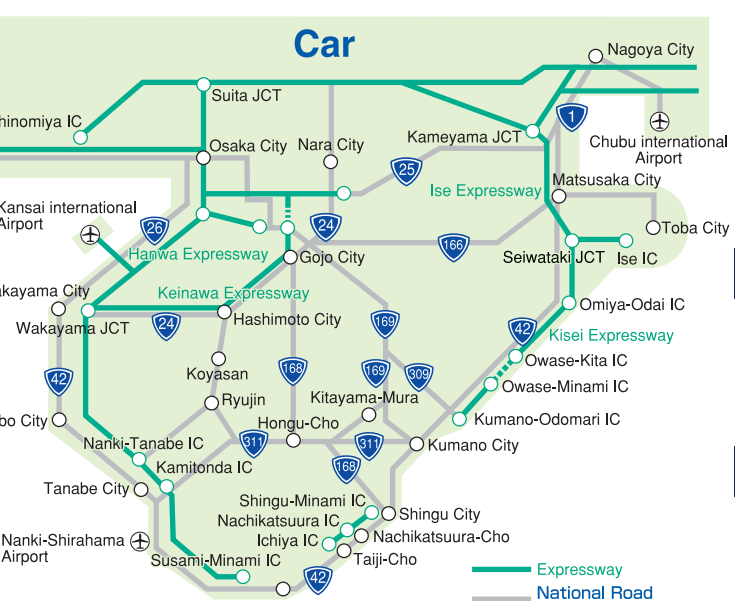 Car
Nagoya City
Suita JCT
hinomiya IC
1
Kameyama JCT
Chubu international
Airport
Osaka City
Nara City
25
Ise Expressway
Matsusaka City
Kansai international
Airport
26
24
166
Toba City
Hanwa Expressway
Gojo City
Seiwataki JCT
Ise IC
akayama City
Keinawa Expressway
Omiya-Odai IC
Wakayama JCT
24
Hashimoto City
169
42
Kisei Expressway
Owase-Kita IC
Koyasan
42
168
169
309
Owase-Minami IC
Ryujin
Kitayama-Mura
bo City
Hongu-Cho
Kumano-Odomari IC
Nanki-Tanabe IC
311
311
Kumano City
Kamitonda IC
168
Tanabe City
Shingu-Minami IC
Shingu City
Nachikatsuura IC
Nanki-Shirahama
Airport
Ichiya IC
Nachikatsuura-Cho
Taiji-Cho
Susami-Minami IC
42
Expressway
National Road